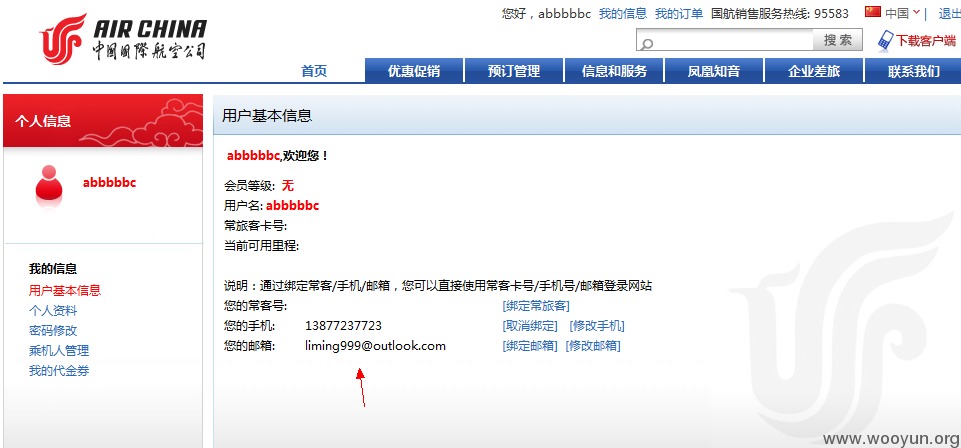 您好，abbbbbc 我的信息 我的订单 国航销售服务热线: 95583 中国 | 退出
AIR CHINA
中国国際航空公司
搜 索
下载客户端
首页 优惠促销 预订管理 信息和服务 凤凰知音 企业差旅 联系我们
个人信息
abbbbbc
我的信息
用户基本信息
个人资料
密码修改
乘机人管理
我的代金券
用户基本信息
abbbbbc,欢迎您！
会员等级: 无
用户名: abbbbbc
常旅客卡号:
当前可用里程:
说明：通过绑定常客/手机/邮箱，您可以直接使用常客卡号/手机号/邮箱登录网站
您的常客号: [绑定常旅客]
您的手机: 13877237723 [取消绑定] [修改手机]
您的邮箱: liming999@outlook.com [绑定邮箱] [修改邮箱]
www.wooyun.org